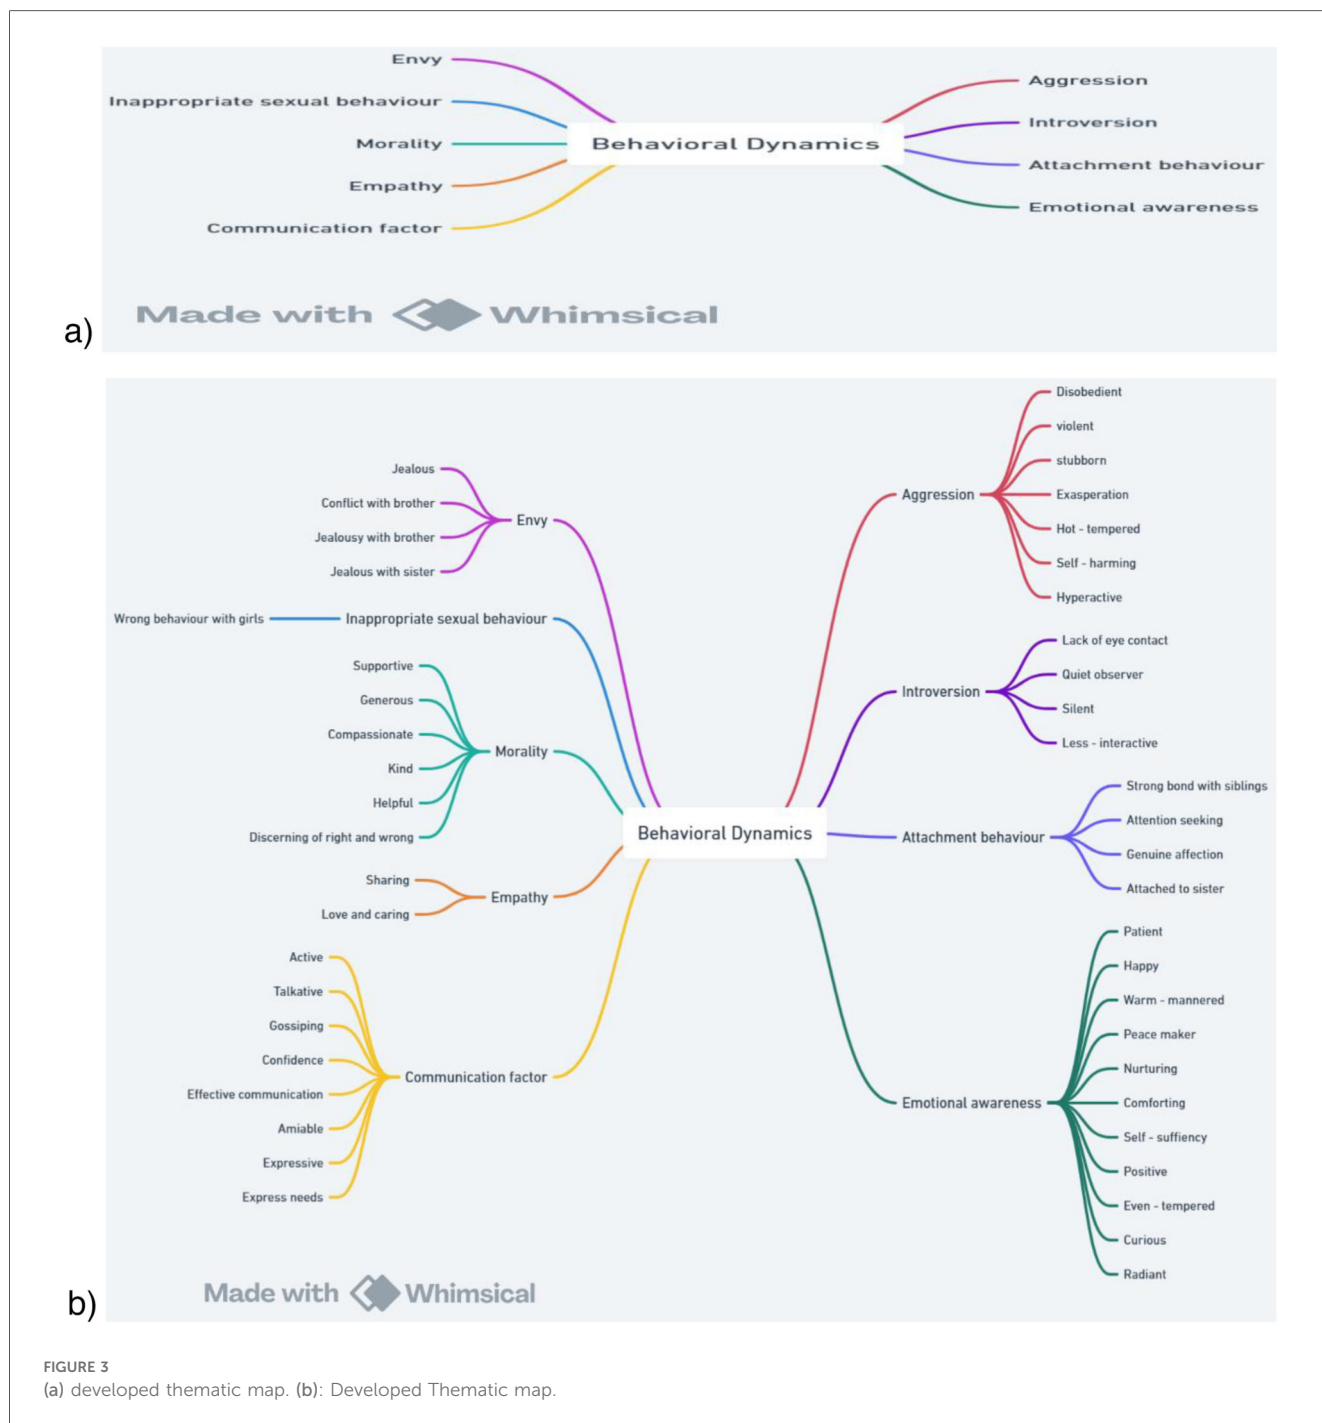 Envy
Inappropriate sexual behaviour
Morality
Empathy
Communication factor
Behavioral Dynamics
Aggression
Introversion
Attachment behaviour
Emotional awareness
Made with Whimsical
a)
Jealous
Conflict with brother
Jealousy with brother
Jealous with sister
Envy
Wrong behaviour with girls
Inappropriate sexual behaviour
Supportive
Generous
Compassionate
Kind
Helpful
Discerning of right and wrong
Morality
Sharing
Love and caring
Empathy
Active
Talkative
Gossiping
Confidence
Effective communication
Amiable
Expressive
Express needs
Communication factor
Behavioral Dynamics
Aggression
Disobedient
violent
stubborn
Exasperation
Hot - tempered
Self - harming
Hyperactive
Introversion
Lack of eye contact
Quiet observer
Silent
Less - interactive
Attachment behaviour
Strong bond with siblings
Attention seeking
Genuine affection
Attached to sister
Emotional awareness
Patient
Happy
Warm - mannered
Peace maker
Nurturing
Comforting
Self - suffiency
Positive
Even - tempered
Curious
Radiant
Made with Whimsical
b)
FIGURE 3
(a) developed thematic map. (b): Developed Thematic map.